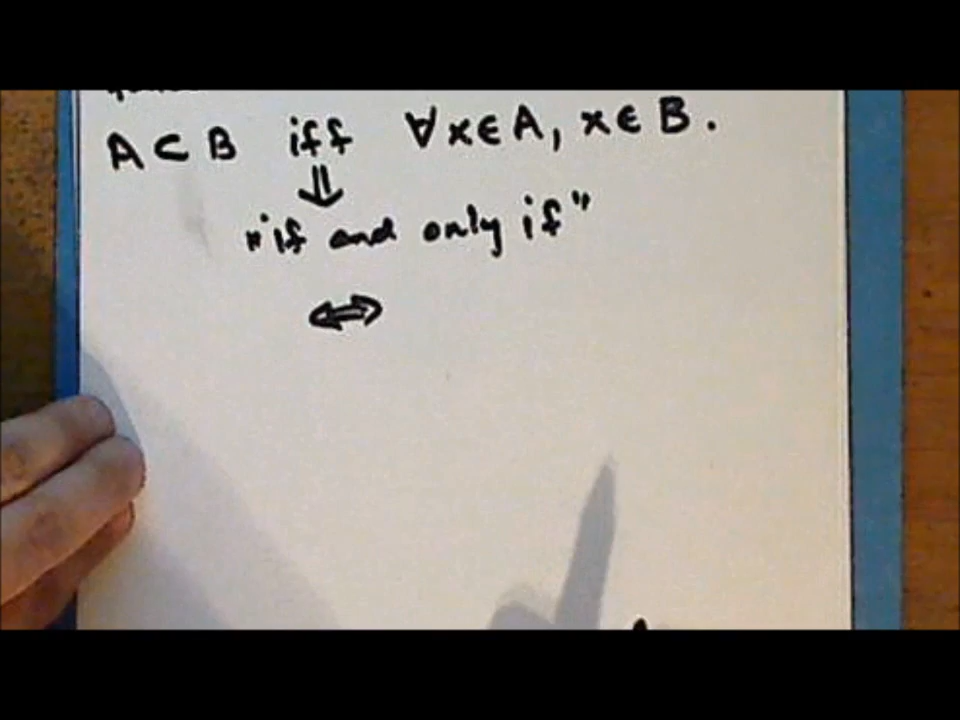 A ⊂ B iff ∀x∈A, x∈B.
⇓
"if and only if"
⇔